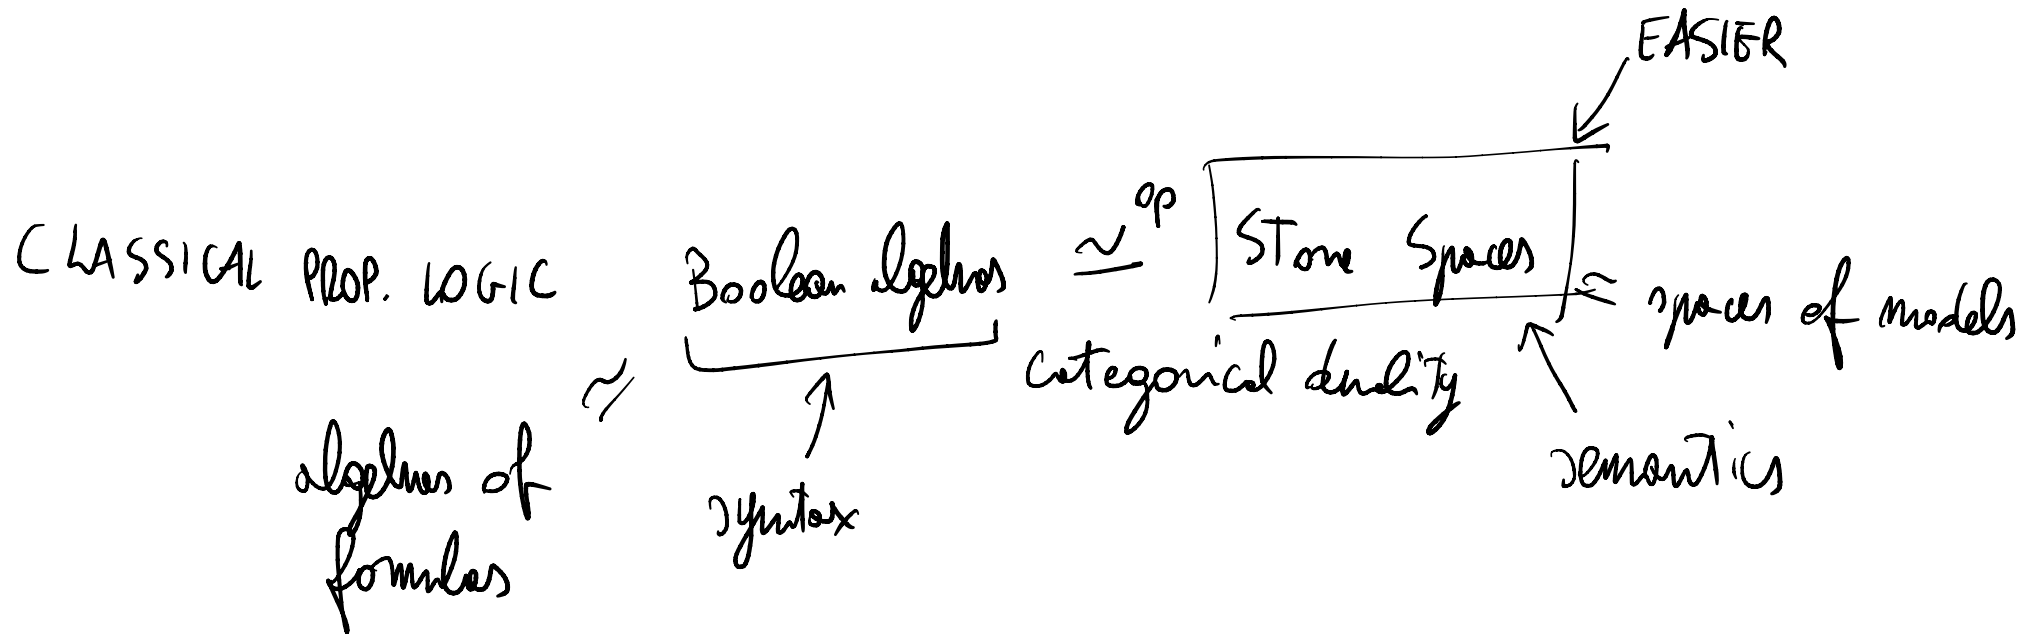 EASIER
CLASSICAL PROP. LOGIC
Boolean algebras ≃ op Stone Spaces ≃ spaces of models
categorical duality
≃
algebras of
formulas
syntax
semantics